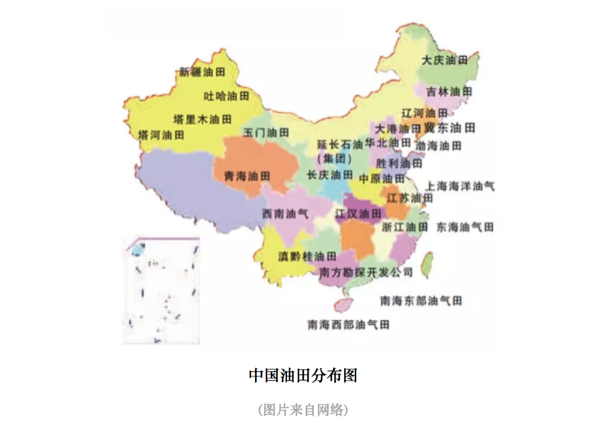 大庆油田
新疆油田
吐哈油田
吉林油田
辽河油田
塔里木油田
大港油田
冀东油田
塔河油田
玉门油田
延长石油
(集团)
华北油田
渤海油田
胜利油田
青海油田
长庆油田
中原油田
上海海洋油气
江苏油田
西南油气
江汉油田
浙江油田
东海油气田
滇黔桂油田
南方勘探开发公司
南海东部油气田
南海西部油气田
中国油田分布图
(图片来自网络)